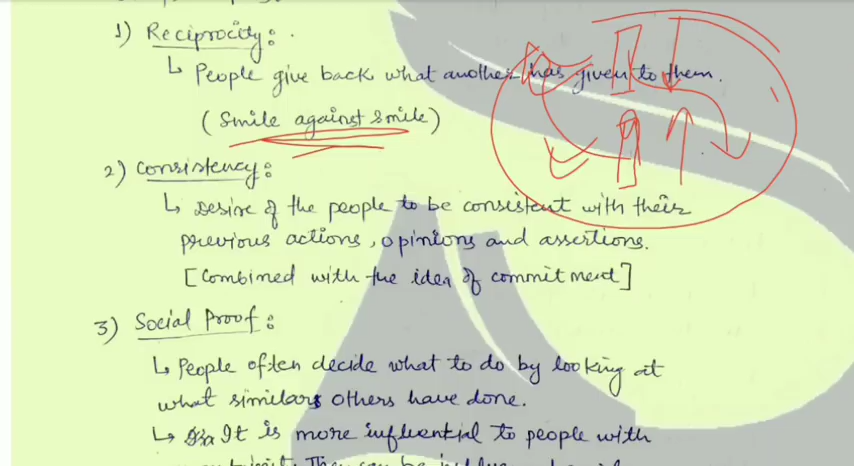 1) Reciprocity:
↳ People give back what another has given to them.
(Smile against smile)
2) Consistency:
↳ Desire of the people to be consistent with their
previous actions, opinions and assertions.
[Combined with the idea of commitment]
3) Social Proof:
↳ People often decide what to do by looking at
what similars others have done.
↳ It is more influential to people with